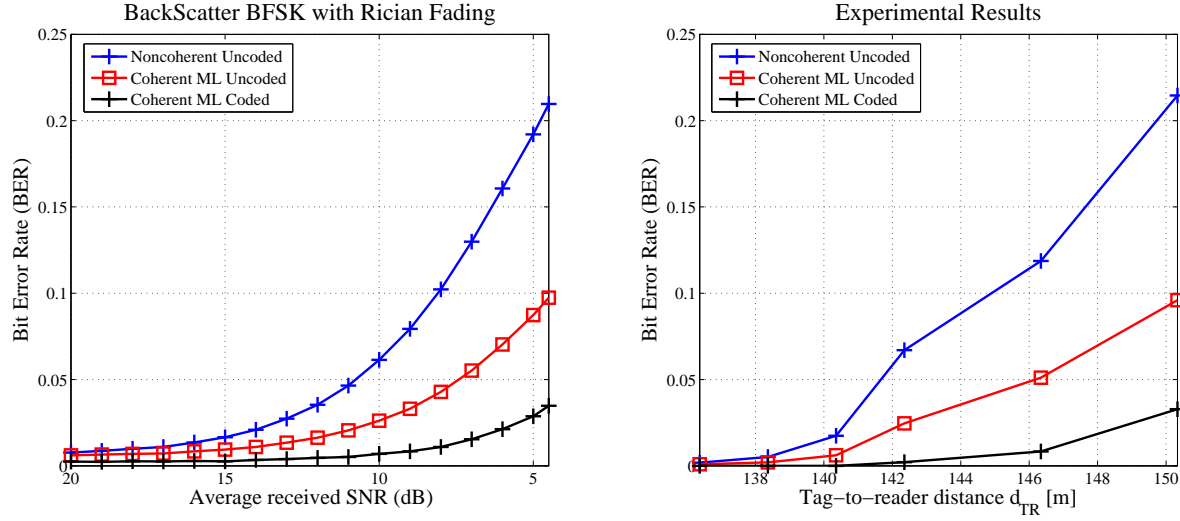 BackScatter BFSK with Rician Fading
0.25
0.2
0.15
0.1
0.05
0
Bit Error Rate (BER)
Noncoherent Uncoded
Coherent ML Uncoded
Coherent ML Coded
20 15 10 5
Average received SNR (dB)
Experimental Results
0.25
0.2
0.15
0.1
0.05
0
Bit Error Rate (BER)
Noncoherent Uncoded
Coherent ML Uncoded
Coherent ML Coded
138 140 142 144 146 148 150
Tag−to−reader distance d_TR [m]